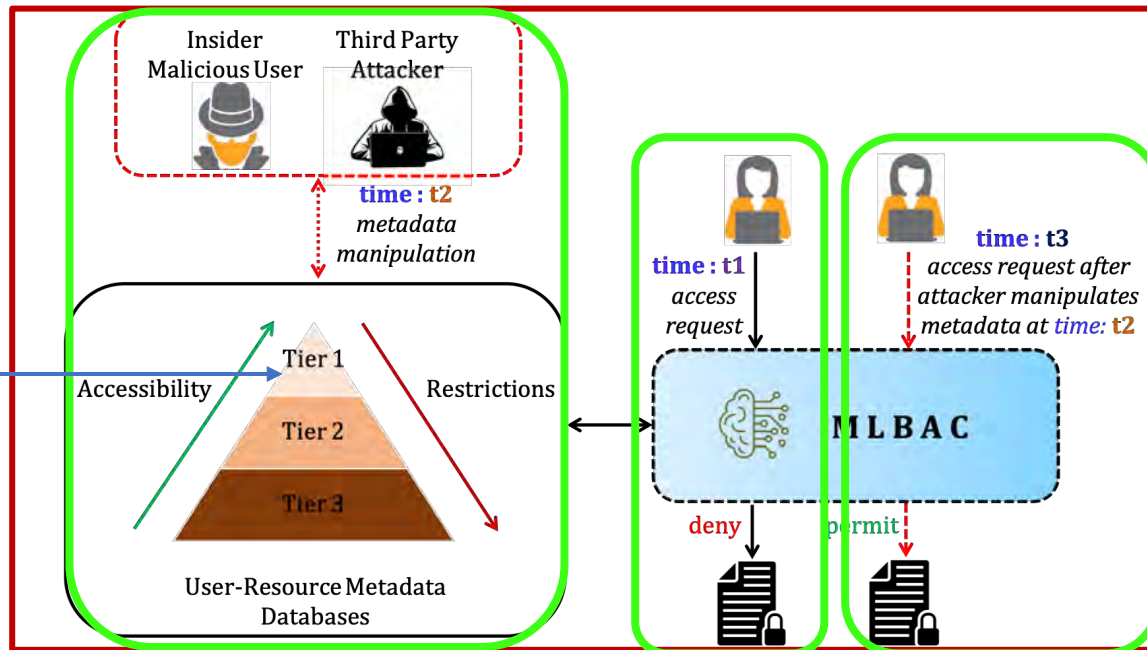 Insider
Malicious User
Third Party
Attacker
time : t2
metadata
manipulation
Accessibility
Tier 1
Tier 2
Tier 3
Restrictions
User-Resource Metadata
Databases
time : t1
access
request
time : t3
access request after
attacker manipulates
metadata at time: t2
MLBAC
deny
permit